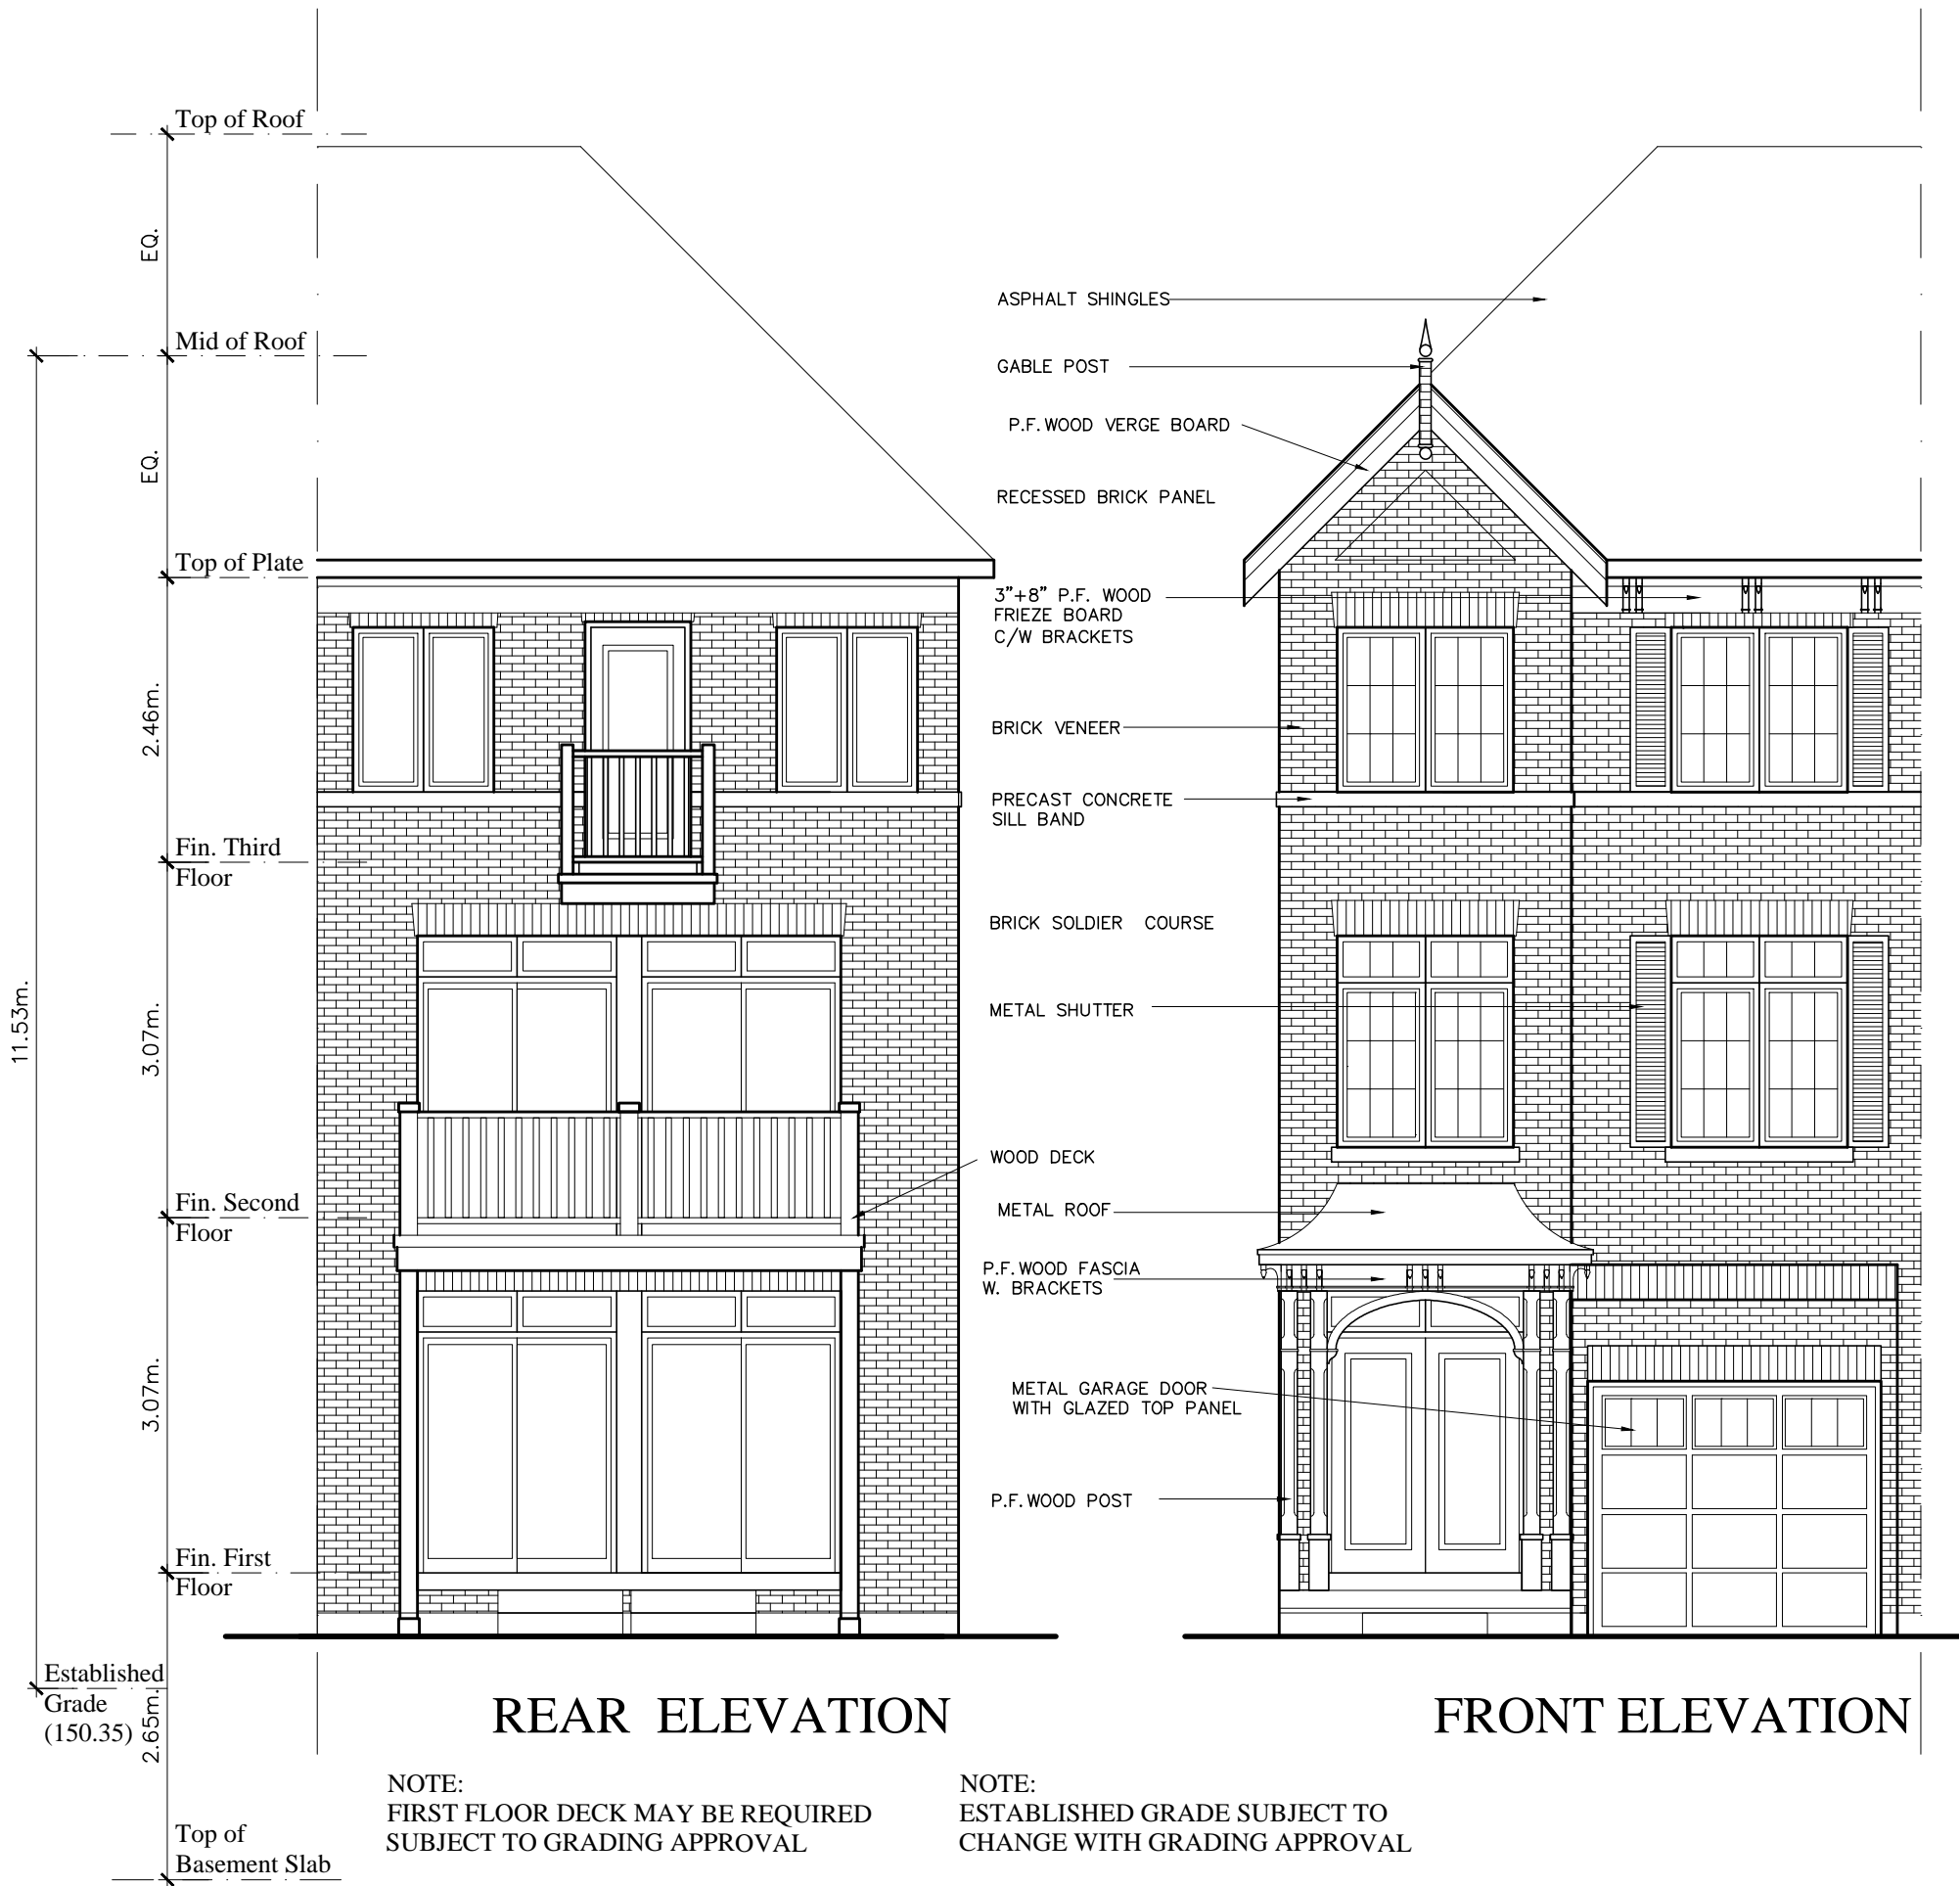 Top of Roof
EQ.
Mid of Roof
EQ.
Top of Plate
2.46m.
Fin. Third
Floor
3.07m.
11.53m.
Fin. Second
Floor
3.07m.
Fin. First
Floor
Established
Grade
(150.35)
2.65m.
Top of
Basement Slab
ASPHALT SHINGLES
GABLE POST
P.F. WOOD VERGE BOARD
RECESSED BRICK PANEL
3"+8" P.F. WOOD
FRIEZE BOARD
C/W BRACKETS
BRICK VENEER
PRECAST CONCRETE
SILL BAND
BRICK SOLDIER COURSE
METAL SHUTTER
WOOD DECK
METAL ROOF
P.F. WOOD FASCIA
W. BRACKETS
METAL GARAGE DOOR
WITH GLAZED TOP PANEL
P.F. WOOD POST
REAR ELEVATION
FRONT ELEVATION
NOTE:
FIRST FLOOR DECK MAY BE REQUIRED
SUBJECT TO GRADING APPROVAL
NOTE:
ESTABLISHED GRADE SUBJECT TO
CHANGE WITH GRADING APPROVAL